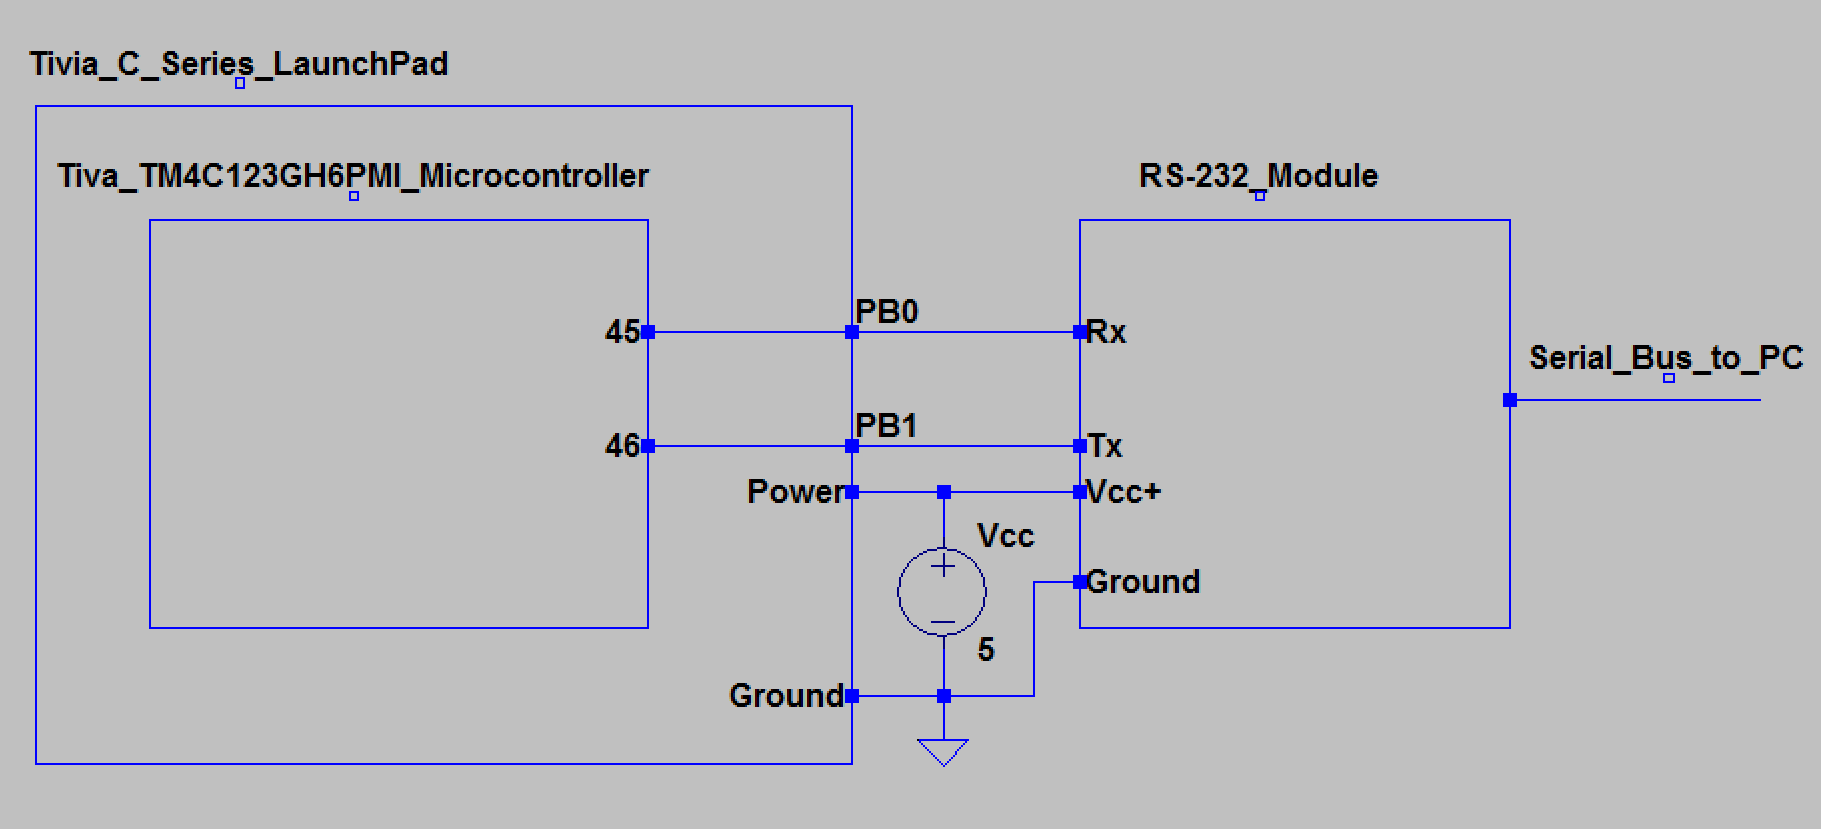 Tivia_C_Series_LaunchPad
Tiva_TM4C123GH6PMI_Microcontroller
RS-232_Module
45
PB0
Rx
Serial_Bus_to_PC
46
PB1
Tx
Power
Vcc+
Vcc
Ground
5
Ground